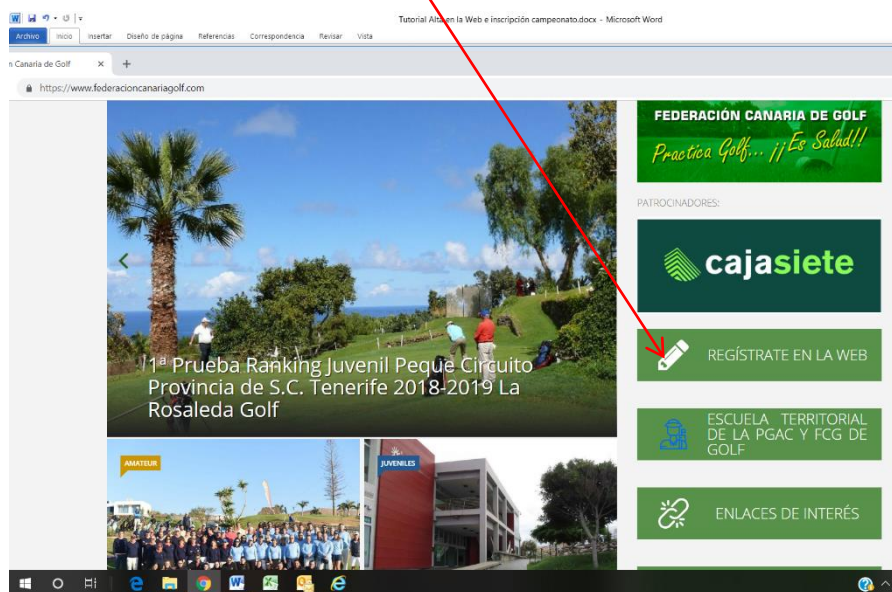 Tutorial Alta en la Web e inscripción campeonato.docx - Microsoft Word
Archivo Inicio Insertar Diseño de página Referencias Correspondencia Revisar Vista
n Canaria de Golf
https://www.federacioncanariagolf.com
1ª Prueba Ranking Juvenil Peque Circuito
Provincia de S.C. Tenerife 2018-2019 La
Rosaleda Golf
AMATEUR
JUVENILES
FEDERACIÓN CANARIA DE GOLF
Practica Golf... ¡¡Es Salud!!
PATROCINADORES:
cajasiete
REGÍSTRATE EN LA WEB
ESCUELA TERRITORIAL
DE LA PGAC Y FCG DE
GOLF
ENLACES DE INTERÉS